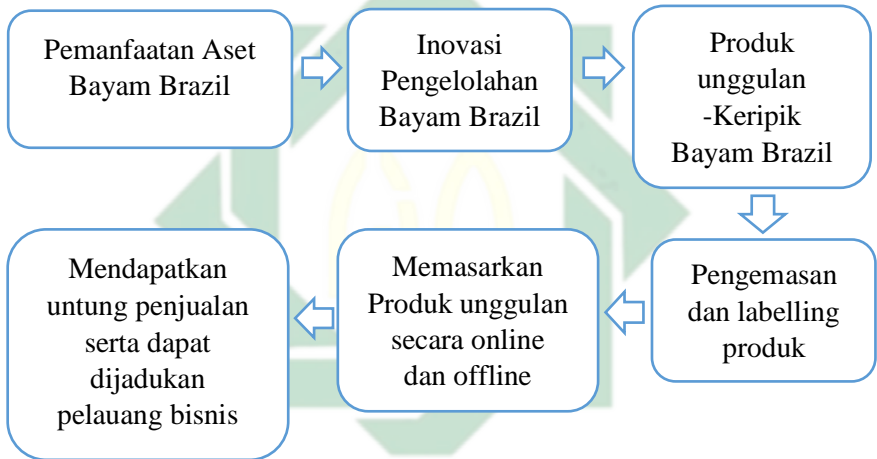 Pemanfaatan Aset
Bayam Brazil
Inovasi
Pengelolahan
Bayam Brazil
Produk
unggulan
-Keripik
Bayam Brazil
Pengemasan
dan labelling
produk
Memasarkan
Produk unggulan
secara online
dan offline
Mendapatkan
untung penjualan
serta dapat
dijadukan
pelauang bisnis